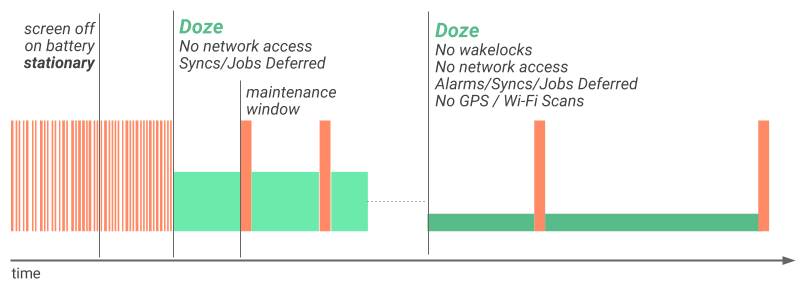 screen off
on battery
stationary
Doze
No network access
Syncs/Jobs Deferred
maintenance
window
Doze
No wakelocks
No network access
Alarms/Syncs/Jobs Deferred
No GPS / Wi-Fi Scans
time